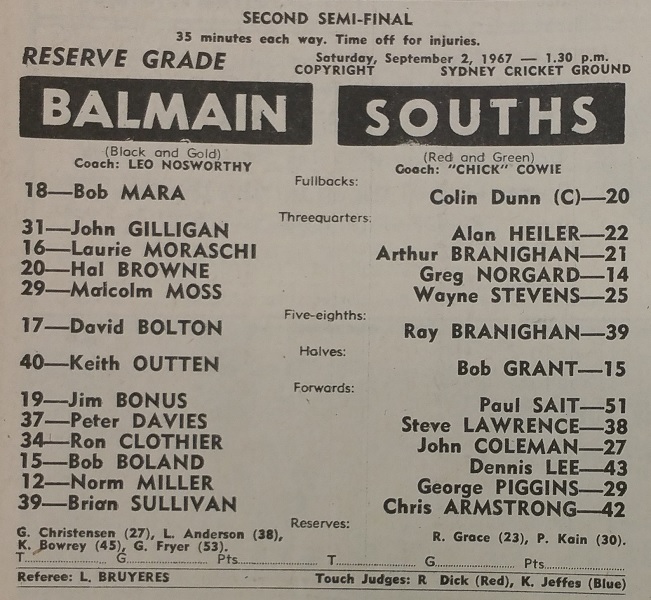 SECOND SEMI-FINAL
35 minutes each way. Time off for injuries.
RESERVE GRADE Saturday, September 2, 1967 — 1.30 p.m.
COPYRIGHT SYDNEY CRICKET GROUND
BALMAIN SOUTHS
(Black and Gold) (Red and Green)
Coach: LEO NOSWORTHY Coach: "CHICK" COWIE
Fullbacks:
18—Bob MARA Colin Dunn (C)—20
Threequarters:
31—John GILLIGAN Alan HEILER—22
16—Laurie MORASCHI Arthur BRANIGHAN—21
20—Hal BROWNE Greg NORGARD—14
29—Malcolm MOSS Wayne STEVENS—25
Five-eighths:
17—David BOLTON Ray BRANIGHAN—39
Halves:
40—Keith OUTTEN Bob GRANT—15
Forwards:
19—Jim BONUS Paul SAIT—51
37—Peter DAVIES Steve LAWRENCE—38
34—Ron CLOTHIER John COLEMAN—27
15—Bob BOLAND Dennis LEE—43
12—Norm MILLER George PIGGINS—29
39—Brian SULLIVAN Chris ARMSTRONG—42
Reserves:
G. Christensen (27), L. Anderson (38), R. Grace (23), P. Kain (30).
K. Bowrey (45), G. Fryer (53).
T.............. G.............. Pts.............. T.............. G.............. Pts..............
Referee: L. BRUYERES Touch Judges: R Dick (Red), K. Jeffes (Blue)